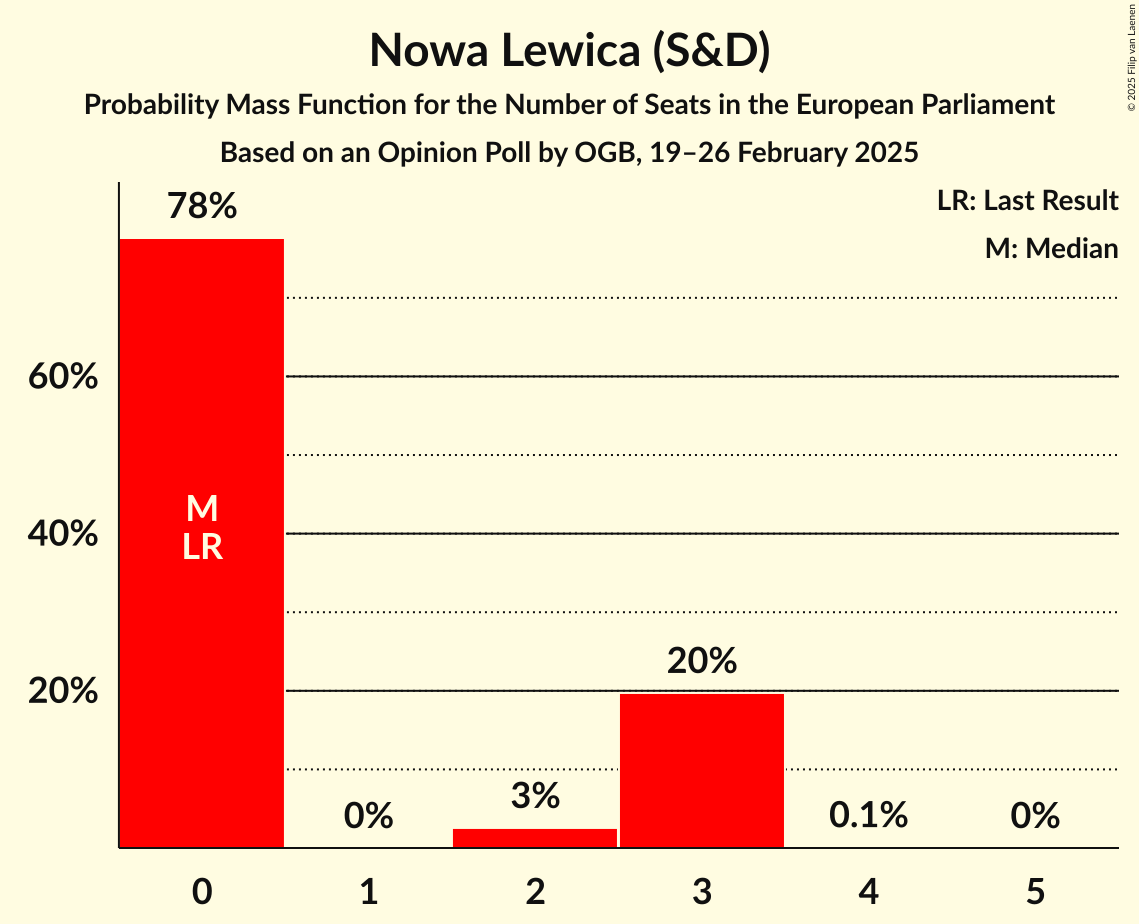 Nowa Lewica (S&D)
Probability Mass Function for the Number of Seats in the European Parliament
Based on an Opinion Poll by OGB, 19–26 February 2025
© 2025 Filip van Laenen
LR: Last Result
M: Median
78%
60%
40%
20%
M
LR
0%
3%
20%
0.1%
0%
0
1
2
3
4
5